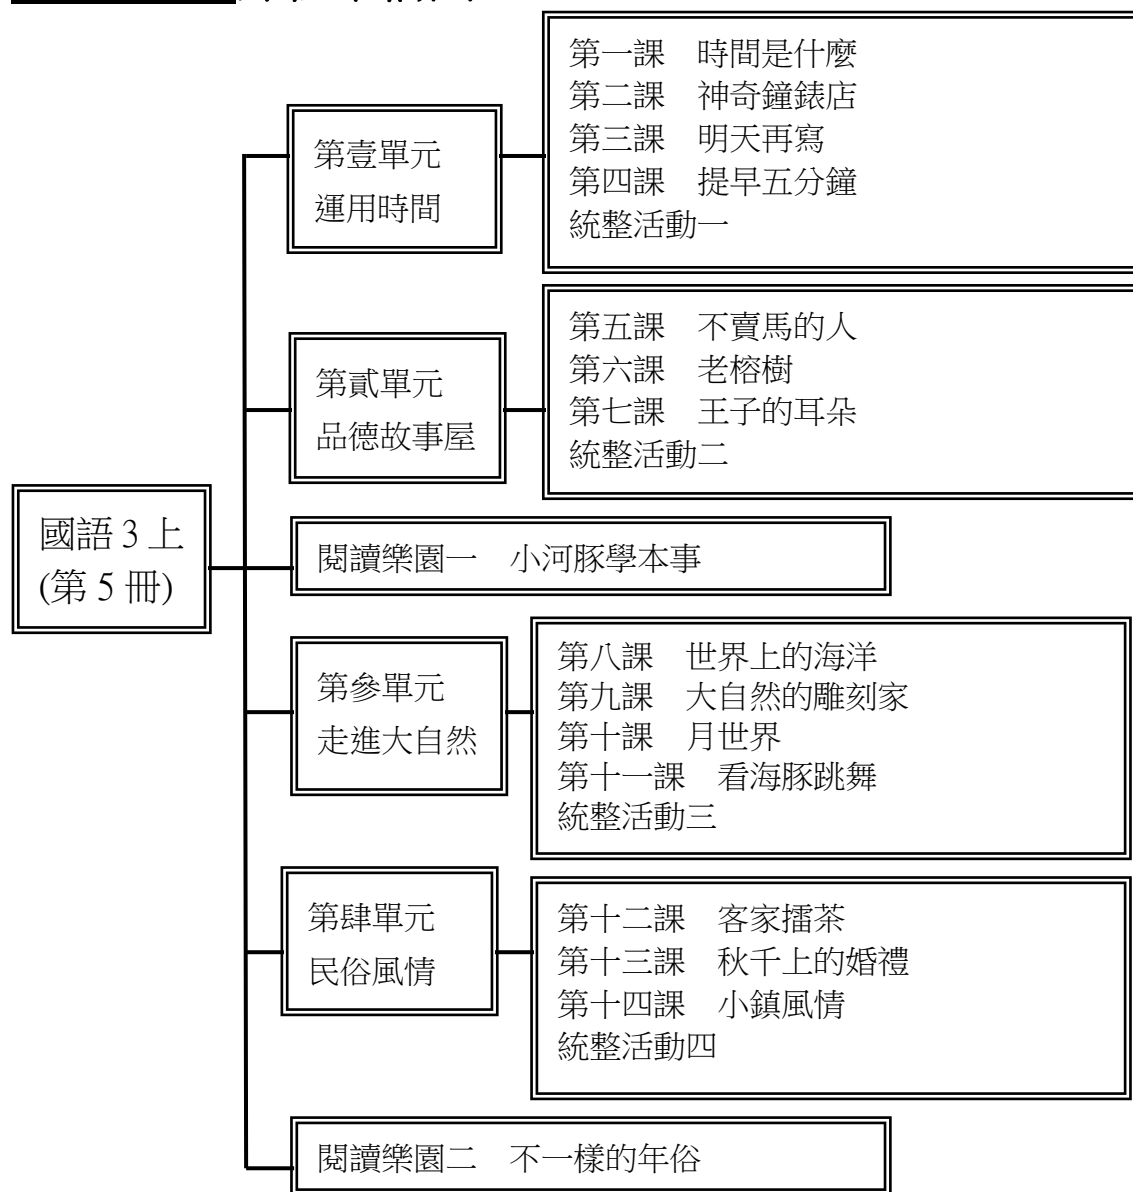 第一課 時間是什麼
第二課 神奇鐘錶店
第三課 明天再寫
第四課 提早五分鐘
統整活動一
第壹單元
運用時間
第五課 不賣馬的人
第六課 老榕樹
第七課 王子的耳朵
統整活動二
第貳單元
品德故事屋
國語 3 上
(第 5 冊)
閱讀樂園一 小河豚學本事
第八課 世界上的海洋
第九課 大自然的雕刻家
第十課 月世界
第十一課 看海豚跳舞
統整活動三
第參單元
走進大自然
第十二課 客家擂茶
第十三課 秋千上的婚禮
第十四課 小鎮風情
統整活動四
第肆單元
民俗風情
閱讀樂園二 不一樣的年俗